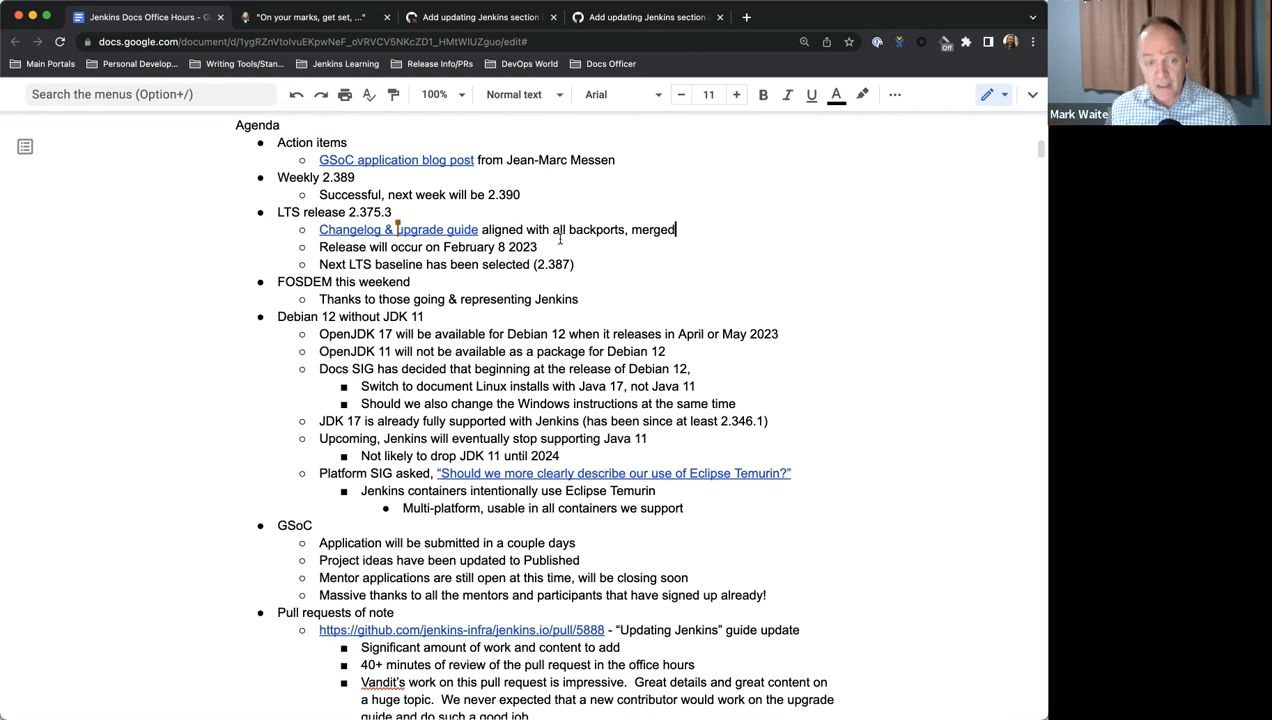 Jenkins Docs Office Hours - G
"On your marks, get set, ..."
Add updating Jenkins section
Add updating Jenkins section
docs.google.com/document/d/1ygRZnVtolvuEKpwNeF_oVRVCV5NKcZD1_HMtWlUZguo/edit#
Off
Main Portals
Personal Develop...
Writing Tools/Stan...
Jenkins Learning
Release Info/PRs
DevOps World
Docs Officer
Search the menus (Option+/)
100%
Normal text
Arial
11
B
I
U
A
Mark Waite
Agenda
Action items
GSoC application blog post from Jean-Marc Messen
Weekly 2.389
Successful, next week will be 2.390
LTS release 2.375.3
Changelog & upgrade guide aligned with all backports, merged
Release will occur on February 8 2023
Next LTS baseline has been selected (2.387)
FOSDEM this weekend
Thanks to those going & representing Jenkins
Debian 12 without JDK 11
OpenJDK 17 will be available for Debian 12 when it releases in April or May 2023
OpenJDK 11 will not be available as a package for Debian 12
Docs SIG has decided that beginning at the release of Debian 12,
Switch to document Linux installs with Java 17, not Java 11
Should we also change the Windows instructions at the same time
JDK 17 is already fully supported with Jenkins (has been since at least 2.346.1)
Upcoming, Jenkins will eventually stop supporting Java 11
Not likely to drop JDK 11 until 2024
Platform SIG asked, “Should we more clearly describe our use of Eclipse Temurin?”
Jenkins containers intentionally use Eclipse Temurin
Multi-platform, usable in all containers we support
GSoC
Application will be submitted in a couple days
Project ideas have been updated to Published
Mentor applications are still open at this time, will be closing soon
Massive thanks to all the mentors and participants that have signed up already!
Pull requests of note
https://github.com/jenkins-infra/jenkins.io/pull/5888 - “Updating Jenkins” guide update
Significant amount of work and content to add
40+ minutes of review of the pull request in the office hours
Vandit's work on this pull request is impressive. Great details and great content on
a huge topic. We never expected that a new contributor would work on the upgrade
guide and do such a good job